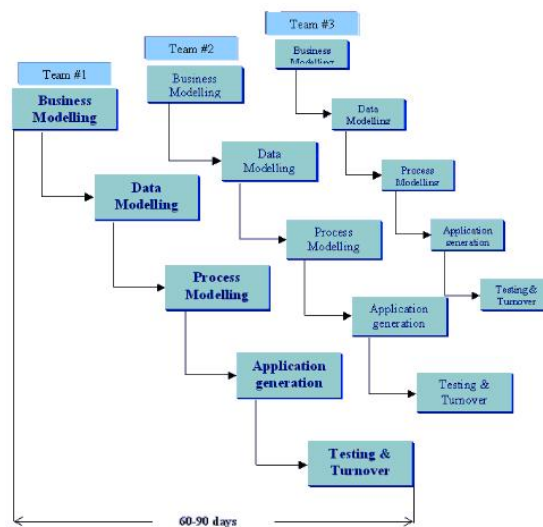 Team #1
Business
Modelling
Data
Modelling
Process
Modelling
Application
generation
Testing &
Turnover
Team #2
Business
Modelling
Data
Modelling
Process
Modelling
Application
generation
Testing &
Turnover
Team #3
Business
Modelling
Data
Modelling
Process
Modelling
Application
generation
Testing &
Turnover
60-90 days